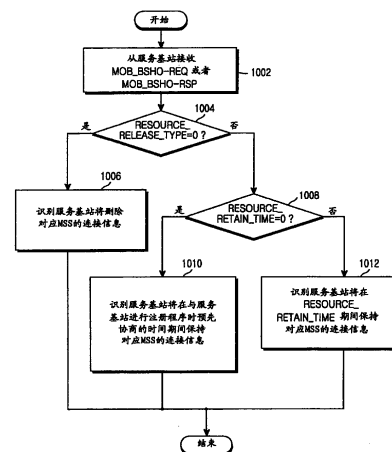 开始
从服务基站接收
MOB_BSHO-REQ 或者
MOB_BSHO-RSP
1002
1004
RESOURCE_
RELEASE_TYPE=0 ?
是
否
1006
识别服务基站将删除
对应MSS的连接信息
1008
RESOURCE_
RETAIN_TIME=0 ?
是
否
1010
识别服务基站将在与服务
基站进行注册程序时预先
协商的时间期间保持
对应MSS的连接信息
1012
识别服务基站将在
RESOURCE_
RETAIN_TIME 期间保持
对应MSS的连接信息
结束